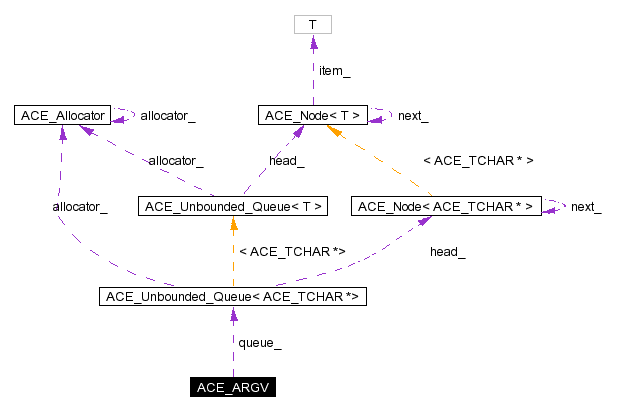 T
item_
ACE_Allocator
allocator_
ACE_Node< T >
next_
allocator_
head_
< ACE_TCHAR * >
allocator_
ACE_Unbounded_Queue< T >
ACE_Node< ACE_TCHAR * >
next_
< ACE_TCHAR *>
head_
ACE_Unbounded_Queue< ACE_TCHAR *>
queue_
ACE_ARGV